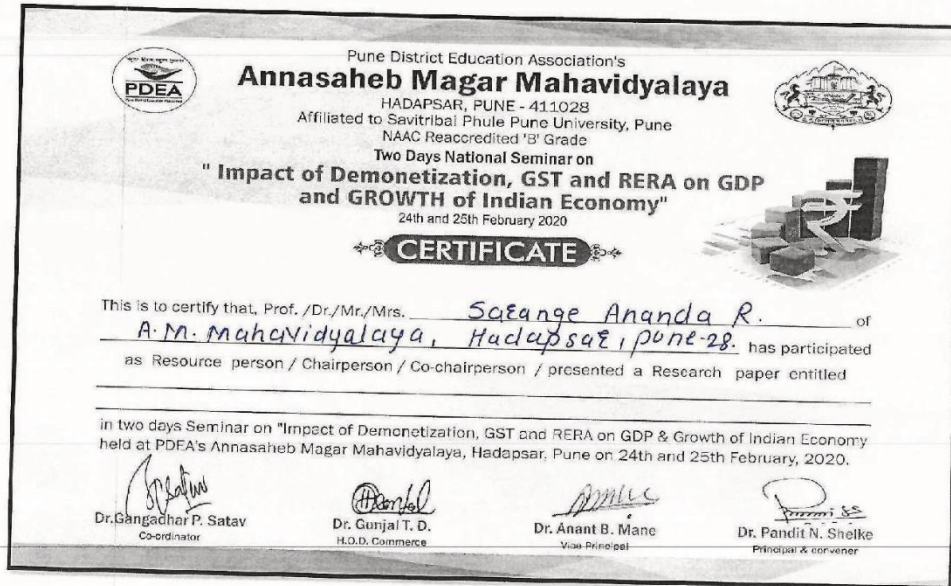 Pune District Education Association's
PDEA
Annasaheb Magar Mahavidyalaya
HADAPSAR, PUNE - 411028
Affiliated to Savitribai Phule Pune University, Pune
NAAC Reaccredited 'B' Grade
Two Days National Seminar on
" Impact of Demonetization, GST and RERA on GDP
and GROWTH of Indian Economy"
24th and 25th February 2020
CERTIFICATE
This is to certify that, Prof. /Dr./Mr./Mrs. Sarange Ananda R. of
A.M. Mahavidyalaya, Hadapsar, pune-28. has participated
as Resource person / Chairperson / Co-chairperson / presented a Research paper entitled
in two days Seminar on "Impact of Demonetization, GST and RERA on GDP & Growth of Indian Economy
held at PDEA's Annasaheb Magar Mahavidyalaya, Hadapsar, Pune on 24th and 25th February, 2020.
Dr.Gangadhar P. Satav
Co-ordinator
Dr. Gunjal T. D.
H.O.D. Commerce
Dr. Anant B. Mane
Vice Principal
Dr. Pandit N. Shelke
Principal & convener